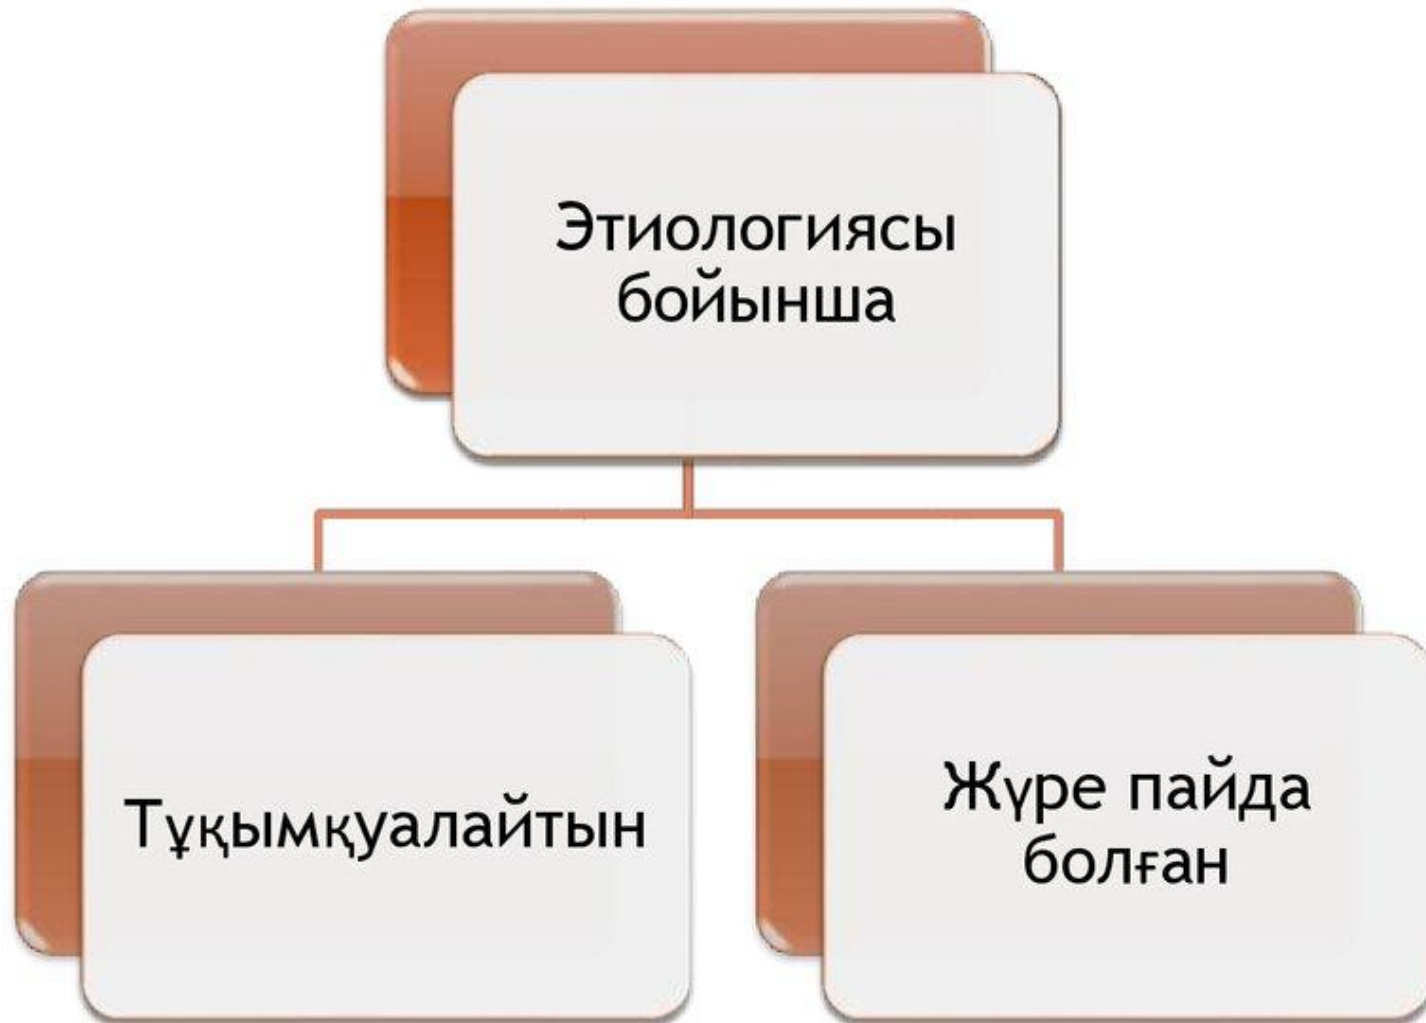 Этиологиясы
бойынша
Тұқымқуалайтын
Жүре пайда
болған